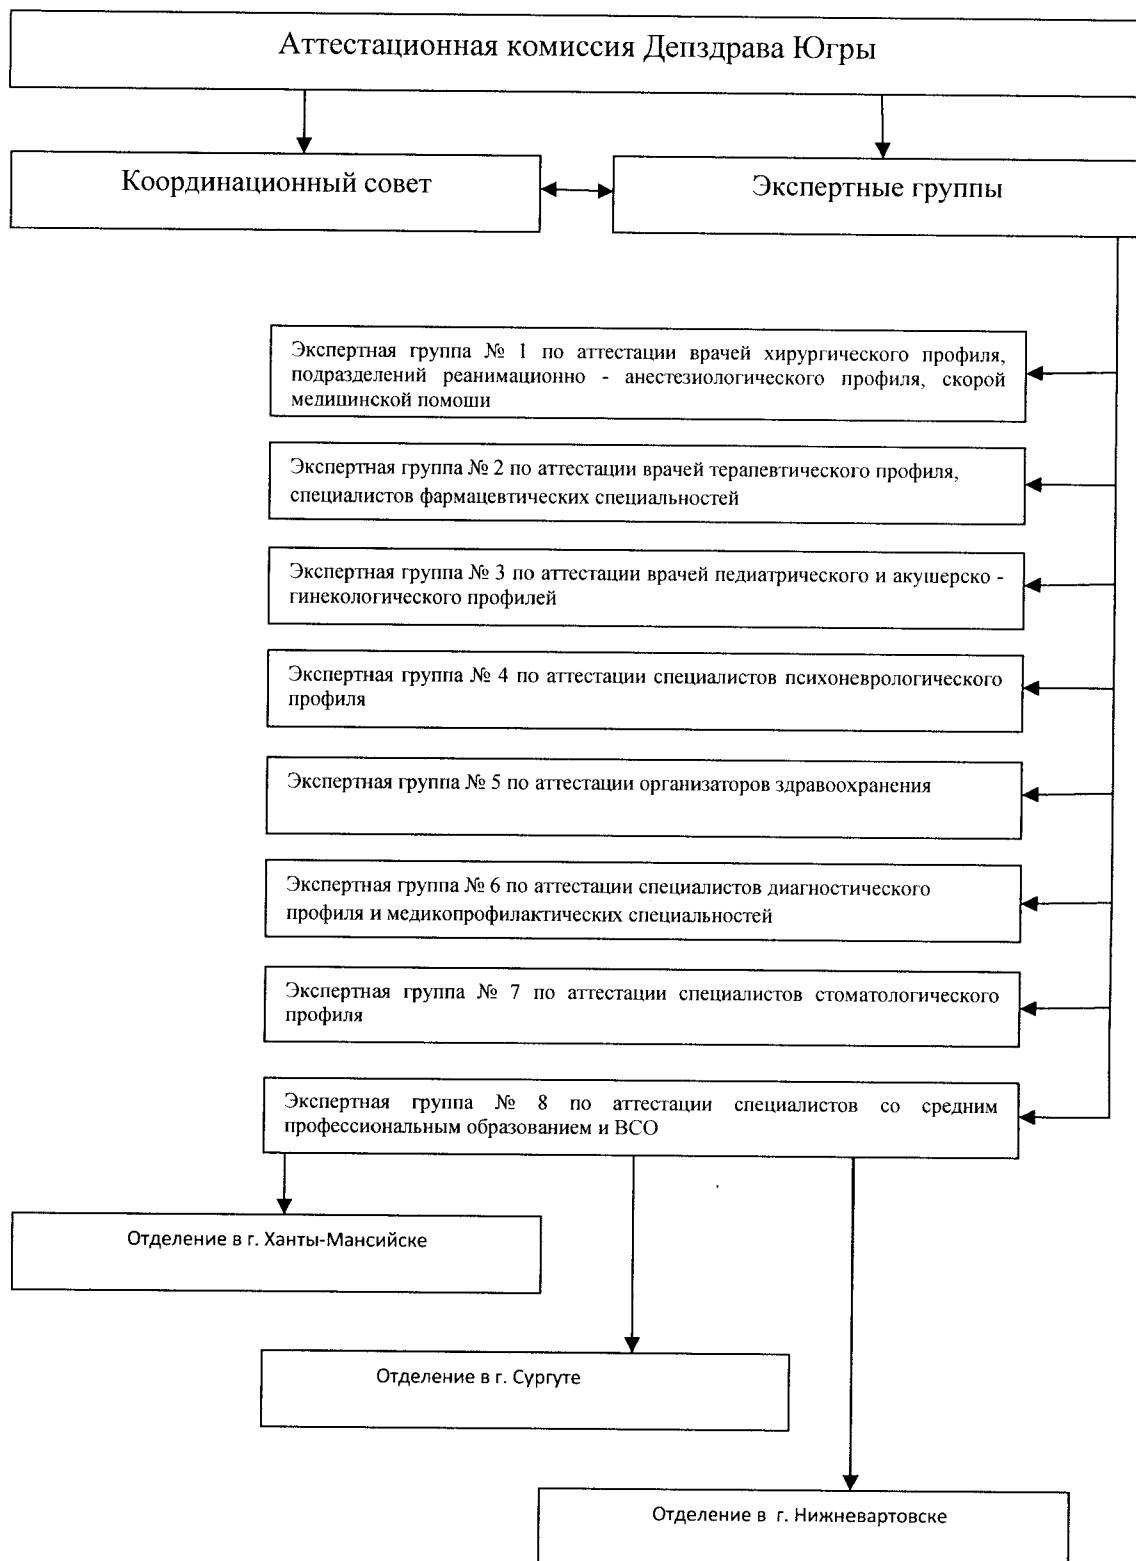 Аттестационная комиссия Депздрава Югры
Координационный совет
Экспертные группы
Экспертная группа № 1 по аттестации врачей хирургического профиля,
подразделений реанимационно - анестезиологического профиля, скорой
медицинской помощи
Экспертная группа № 2 по аттестации врачей терапевтического профиля,
специалистов фармацевтических специальностей
Экспертная группа № 3 по аттестации врачей педиатрического и акушерско -
гинекологического профилей
Экспертная группа № 4 по аттестации специалистов психоневрологического
профиля
Экспертная группа № 5 по аттестации организаторов здравоохранения
Экспертная группа № 6 по аттестации специалистов диагностического
профиля и медикопрофилактических специальностей
Экспертная группа № 7 по аттестации специалистов стоматологического
профиля
Экспертная группа № 8 по аттестации специалистов со средним
профессиональным образованием и ВСО
Отделение в г. Ханты-Мансийске
Отделение в г. Сургуте
Отделение в г. Нижневартовске